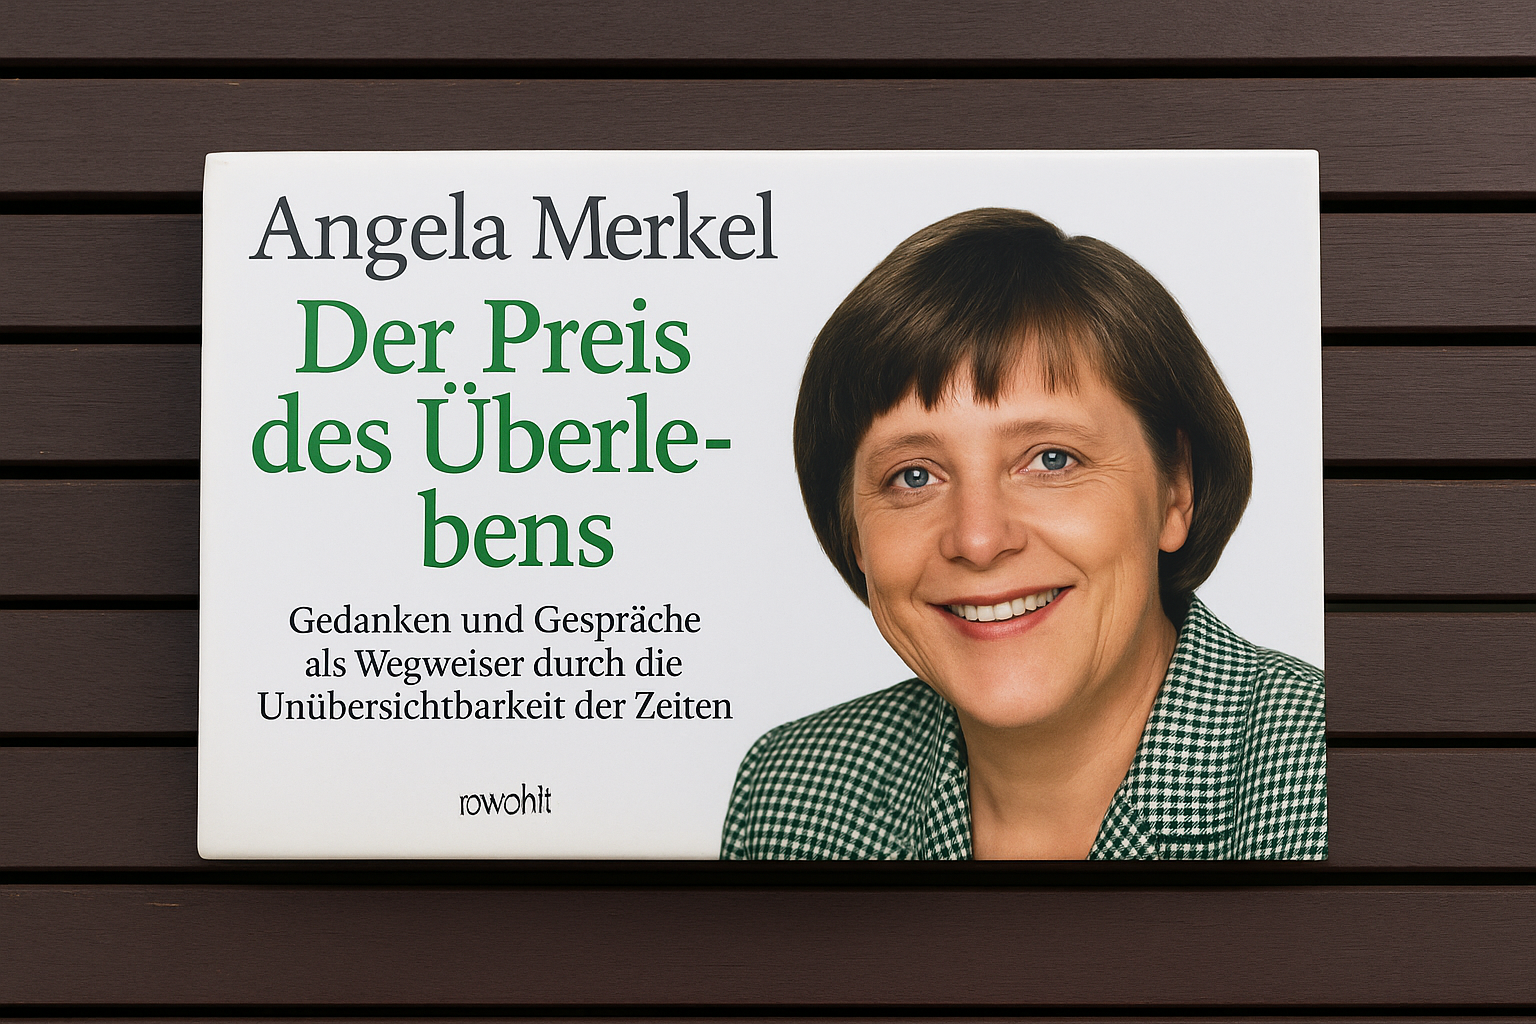 Angela Merkel
Der Preis
des Überle-
bens
Gedanken und Gespräche
als Wegweiser durch die
Unübersichtbarkeit der Zeiten
rowohlt